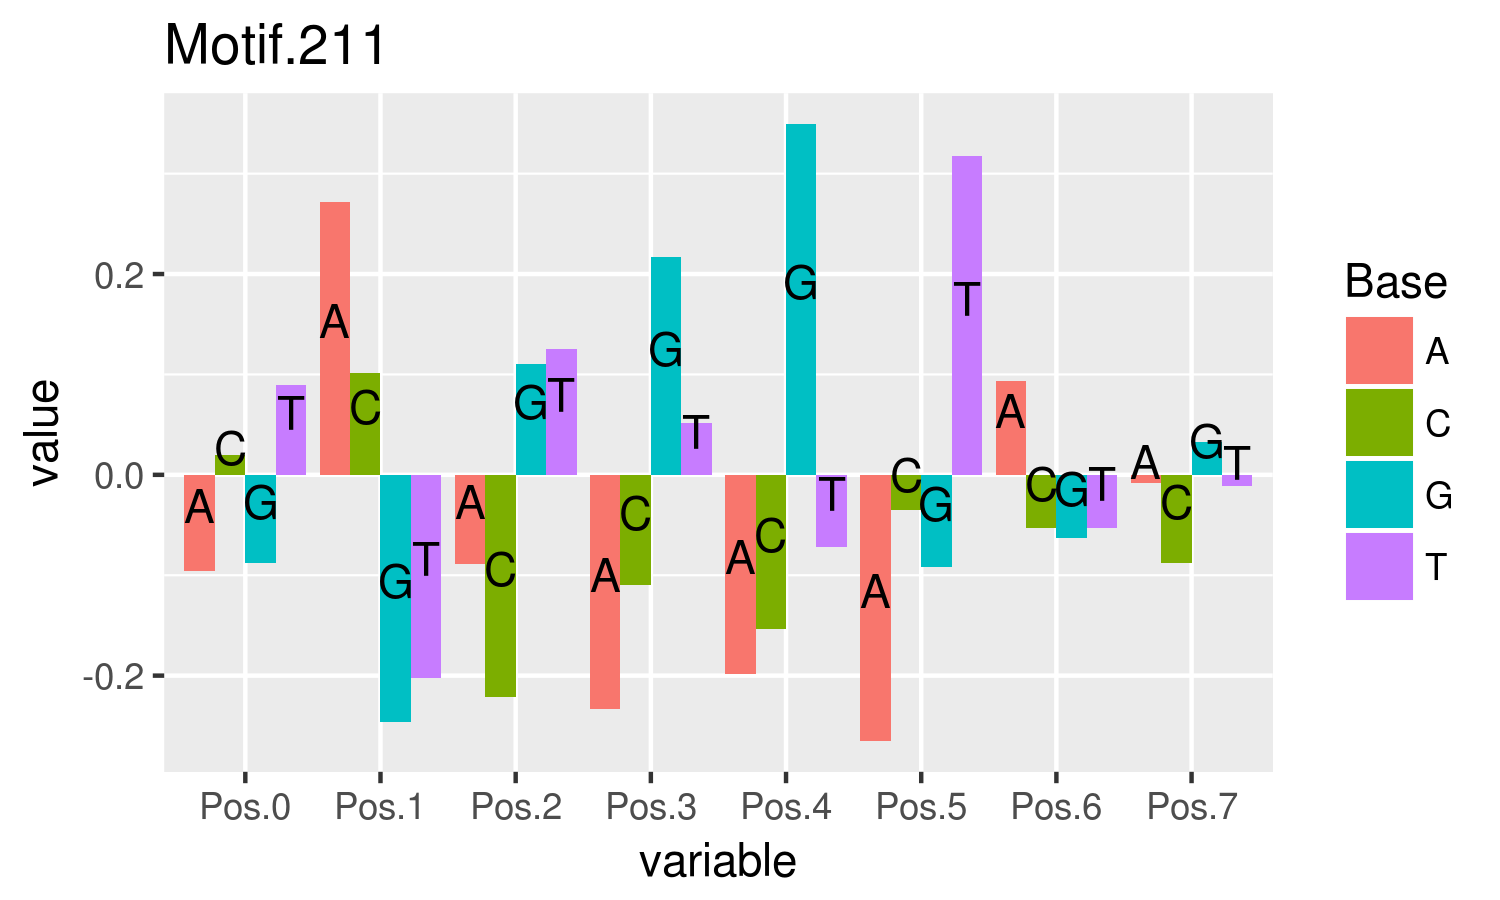 Motif.211
value
0.2
0.0
-0.2
A C G T
A C G T
A C G T
A C G T
A C G T
A C G T
A C G T
A C G T
Pos.0 Pos.1 Pos.2 Pos.3 Pos.4 Pos.5 Pos.6 Pos.7
variable
Base
A
C
G
T